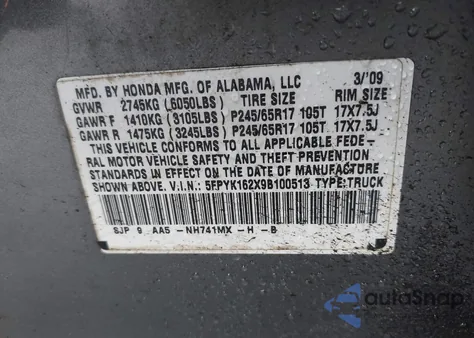 MFD. BY HONDA MFG. OF ALABAMA, LLC 3/'09
GVWR 2745KG (6050LBS) TIRE SIZE RIM SIZE
GAWR F 1410KG (3105LBS) P245/65R17 105T 17X7.5J
GAWR R 1475KG (3245LBS) P245/65R17 105T 17X7.5J
THIS VEHICLE CONFORMS TO ALL APPLICABLE FEDE-
RAL MOTOR VEHICLE SAFETY AND THEFT PREVENTION
STANDARDS IN EFFECT ON THE DATE OF MANUFACTURE
SHOWN ABOVE. V.I.N.: 5FPYK162X9B100513 TYPE:TRUCK
SJP 9 AA5 -NH741MX -H -B
autoSnap